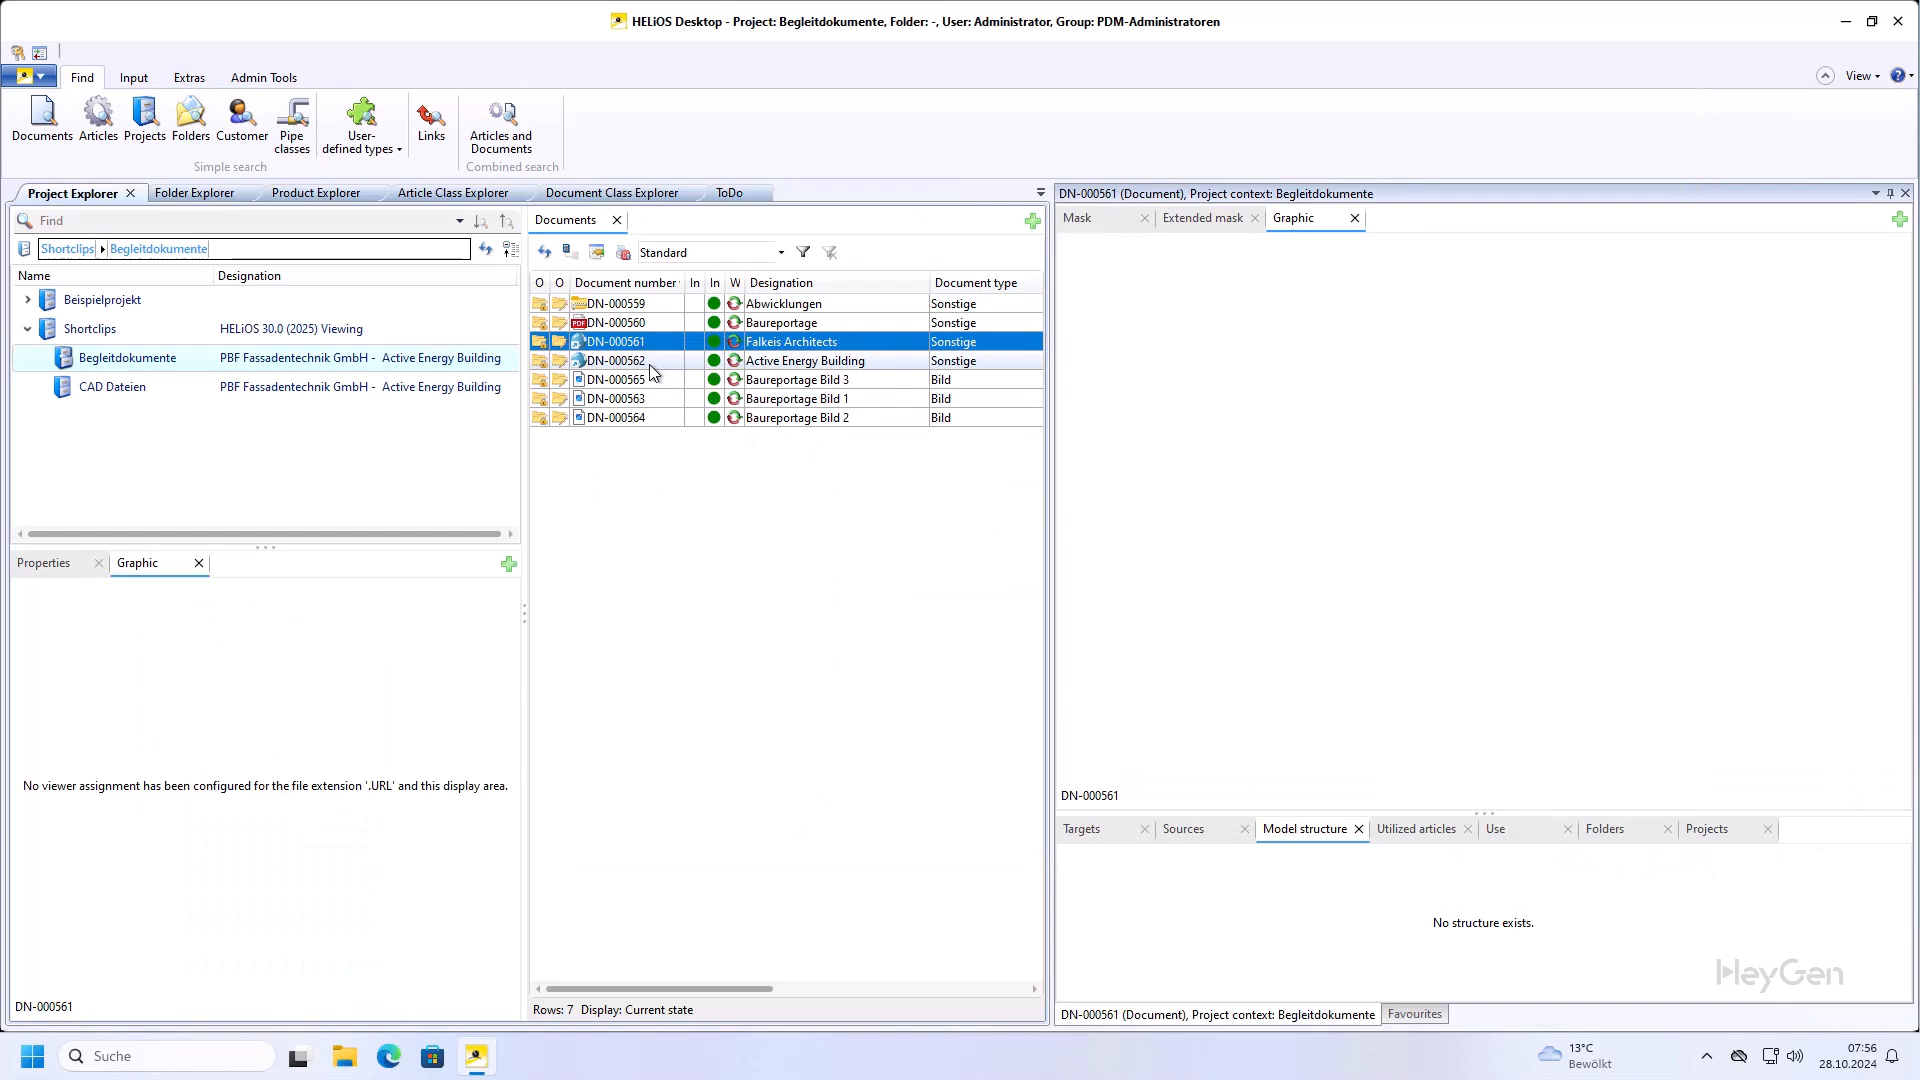 HELiOS Desktop - Project: Begleitdokumente, Folder: -, User: Administrator, Group: PDM-Administratoren
Find Input Extras Admin Tools View
Documents Articles Projects Folders Customer Pipe classes User-defined types Links Articles and Documents
Simple search Combined search
Project Explorer Folder Explorer Product Explorer Article Class Explorer Document Class Explorer ToDo
Find
Shortclips Begleitdokumente
Name Designation
Beispielprojekt
Shortclips HELiOS 30.0 (2025) Viewing
Begleitdokumente PBF Fassadentechnik GmbH - Active Energy Building
CAD Dateien PBF Fassadentechnik GmbH - Active Energy Building
Properties Graphic
No viewer assignment has been configured for the file extension '.URL' and this display area.
DN-000561
Documents
Standard
O O Document number In In W Designation Document type
DN-000559 Abwicklungen Sonstige
PDF DN-000560 Baureportage Sonstige
DN-000561 Falkeis Architects Sonstige
DN-000562 Active Energy Building Sonstige
DN-000565 Baureportage Bild 3 Bild
DN-000563 Baureportage Bild 1 Bild
DN-000564 Baureportage Bild 2 Bild
Rows: 7 Display: Current state
DN-000561 (Document), Project context: Begleitdokumente
Mask Extended mask Graphic
DN-000561
Targets Sources Model structure Utilized articles Use Folders Projects
No structure exists.
HeyGen
DN-000561 (Document), Project context: Begleitdokumente Favourites
Suche
13°C
Bewölkt
07:56
28.10.2024